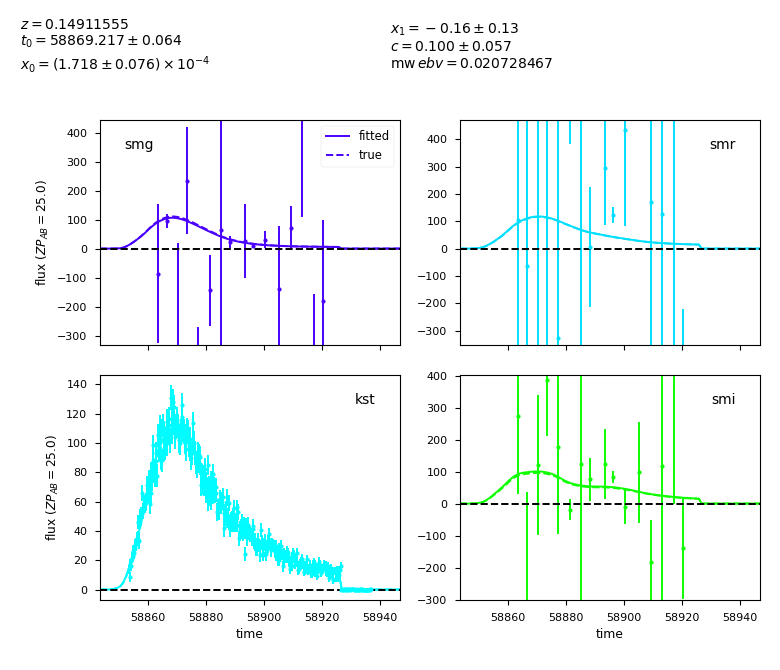 z = 0.14911555
t₀ = 58869.217 ± 0.064
x₀ = (1.718 ± 0.076) × 10⁻⁴
x₁ = −0.16 ± 0.13
c = 0.100 ± 0.057
mw ebv = 0.020728467
400
300
200
100
0
−100
−200
−300
flux (ZP_AB = 25.0)
smg
fitted
true
400
300
200
100
0
−100
−200
−300
smr
140
120
100
80
60
40
20
0
flux (ZP_AB = 25.0)
kst
58860 58880 58900 58920 58940
time
400
300
200
100
0
−100
−200
−300
smi
58860 58880 58900 58920 58940
time